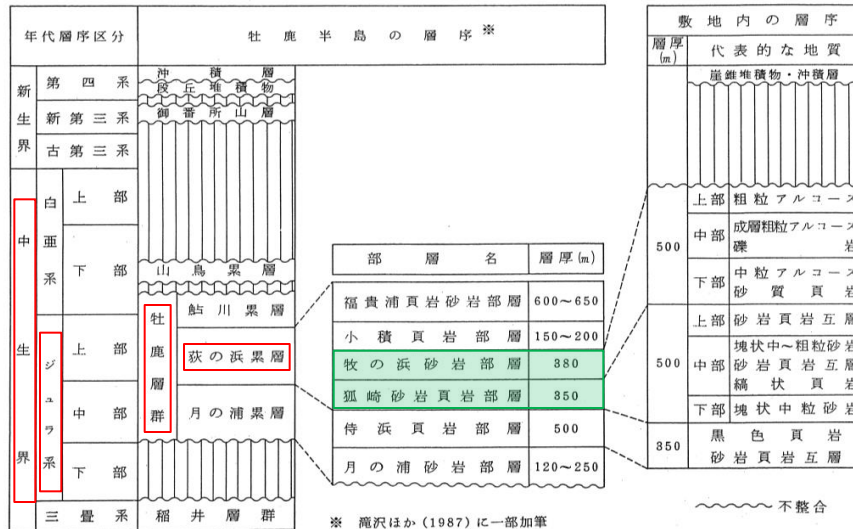 年代層序区分
牡鹿半島の層序※
敷地内の層序
層厚(m)
代表的な地質
新生界
第四系
沖積層
段丘堆積物
崖錐堆積物・沖積層
新第三系
御番所山層
古第三系
中生界
白亜系
上部
下部
山鳥累層
ジュラ系
上部
中部
下部
牡鹿層群
鮎川累層
荻の浜累層
月の浦累層
三畳系
稲井層群
部層名
層厚(m)
福貴浦頁岩砂岩部層
600~650
小積頁岩部層
150~200
牧の浜砂岩部層
380
狐崎砂岩頁岩部層
350
侍浜頁岩部層
500
月の浦砂岩部層
120~250
500
上部
粗粒アルコース
中部
成層粗粒アルコース
礫岩
下部
中粒アルコース
砂質頁岩
500
上部
砂岩頁岩互層
中部
塊状中~粗粒砂岩
砂岩頁岩互層
縞状頁岩
下部
塊状中粒砂岩
850
黒色頁岩
砂岩頁岩互層
※ 滝沢ほか(1987)に一部加筆
不整合